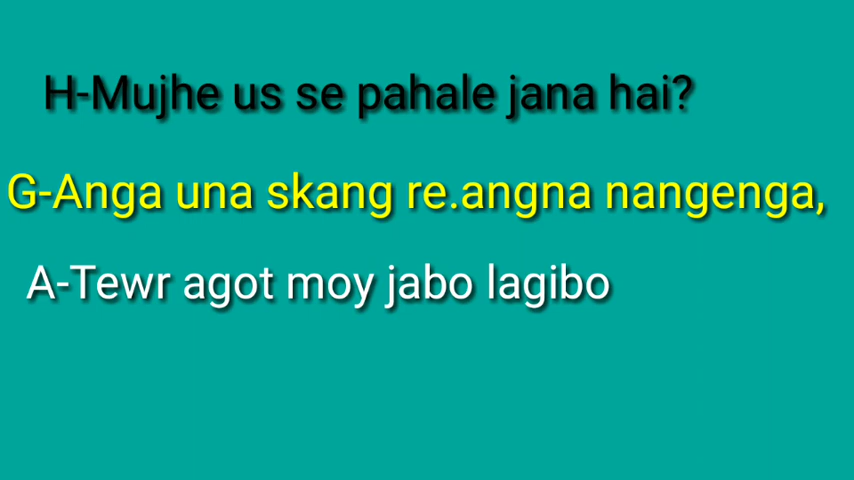 H-Mujhe us se pahale jana hai?
G-Anga una skang re.angna nangenga,
A-Tewr agot moy jabo lagibo